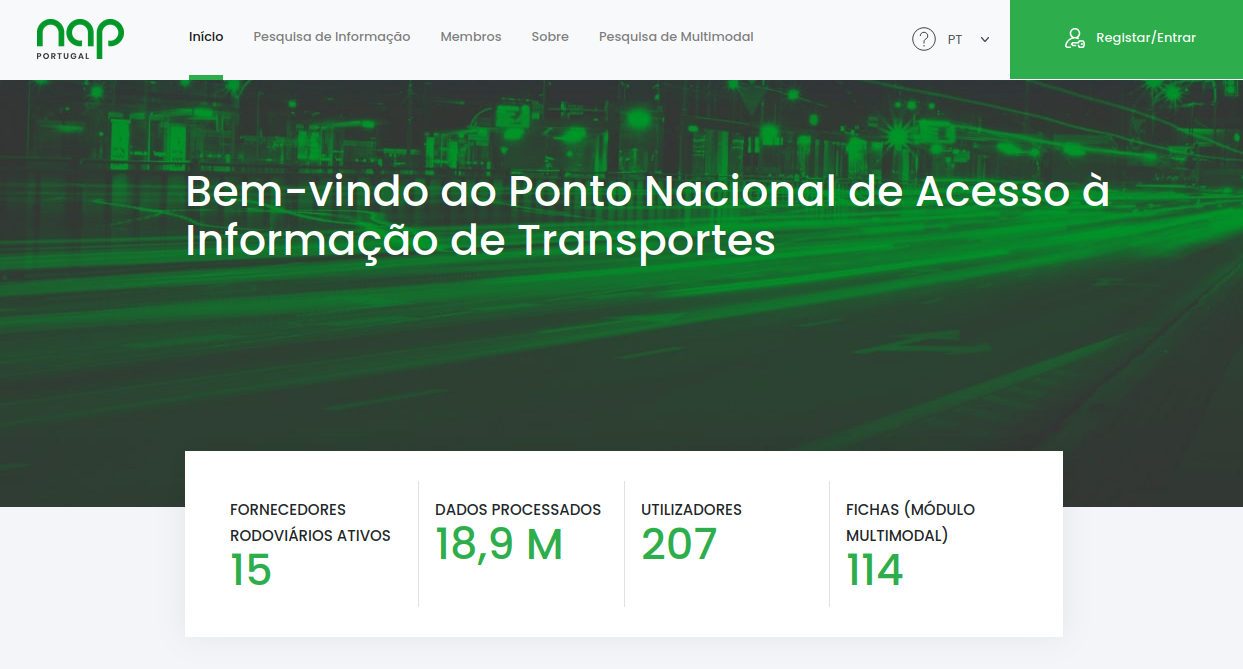 nap
PORTUGAL
Início
Pesquisa de Informação
Membros
Sobre
Pesquisa de Multimodal
?
PT
Registar/Entrar
Bem-vindo ao Ponto Nacional de Acesso à
Informação de Transportes
FORNECEDORES
RODOVIÁRIOS ATIVOS
15
DADOS PROCESSADOS
18,9 M
UTILIZADORES
207
FICHAS (MÓDULO
MULTIMODAL)
114